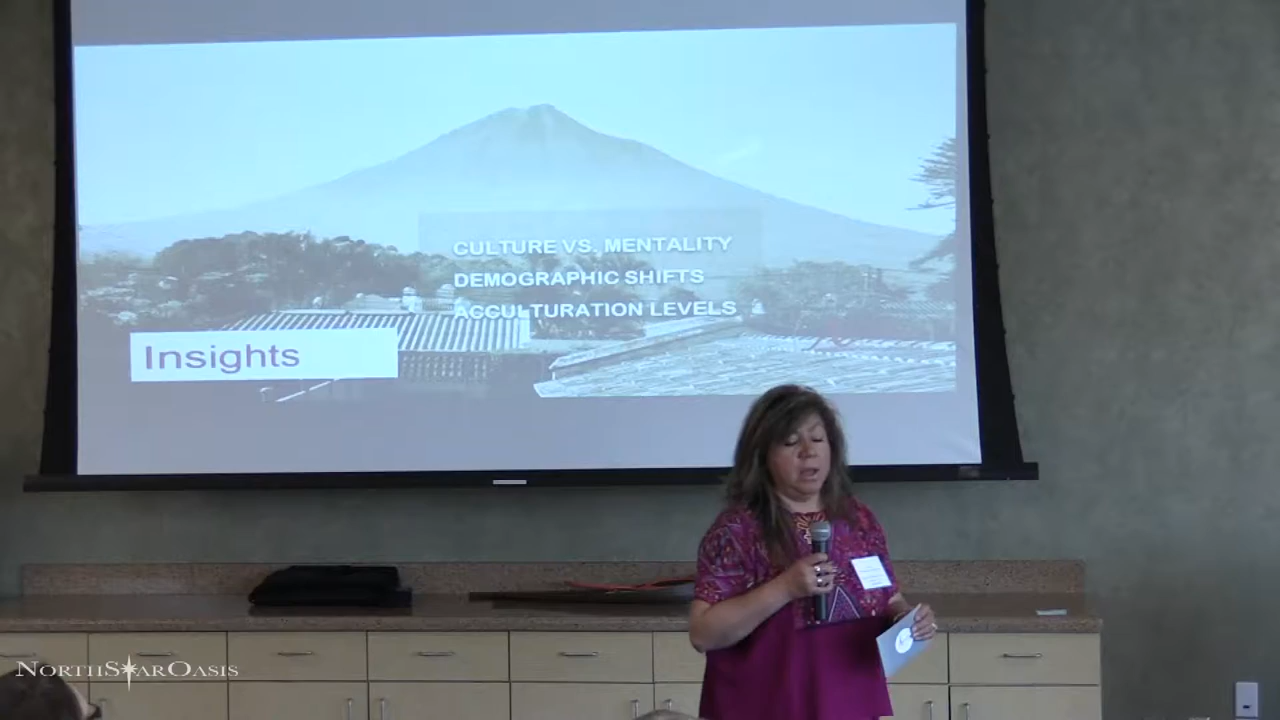 CULTURE VS. MENTALITY
DEMOGRAPHIC SHIFTS
ACCULTURATION LEVELS
Insights
NORTHSTAROASIS